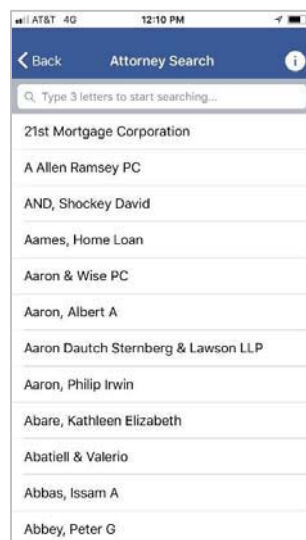 AT&T 4G 12:10 PM
Back Attorney Search i
Type 3 letters to start searching...
21st Mortgage Corporation
A Allen Ramsey PC
AND, Shockey David
Aames, Home Loan
Aaron & Wise PC
Aaron, Albert A
Aaron Dautch Sternberg & Lawson LLP
Aaron, Philip Irwin
Abare, Kathleen Elizabeth
Abatiell & Valerio
Abbas, Issam A
Abbey, Peter G